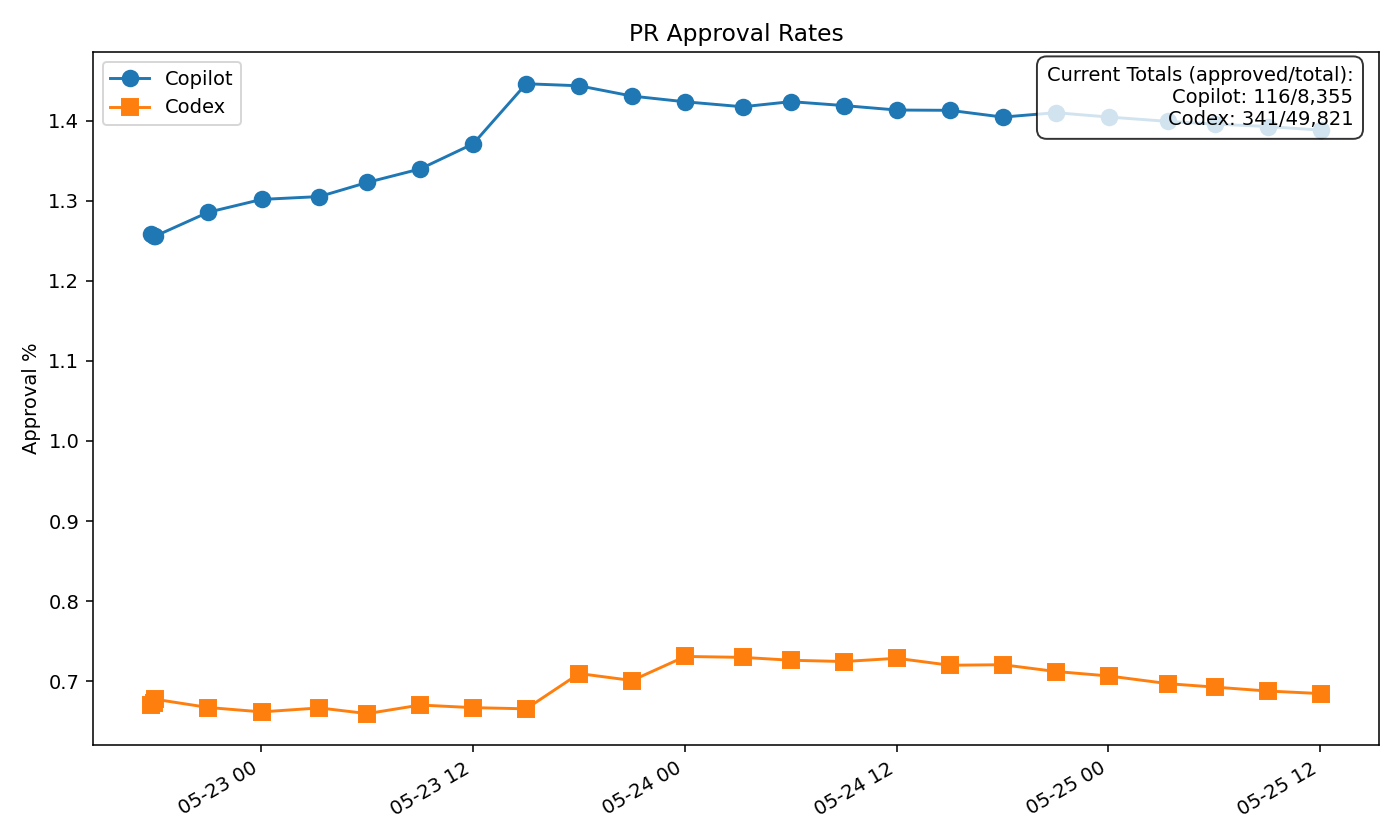 PR Approval Rates
Copilot
Codex
Current Totals (approved/total):
Copilot: 116/8,355
Codex: 341/49,821
Approval %
1.4
1.3
1.2
1.1
1.0
0.9
0.8
0.7
05-23 00
05-23 12
05-24 00
05-24 12
05-25 00
05-25 12